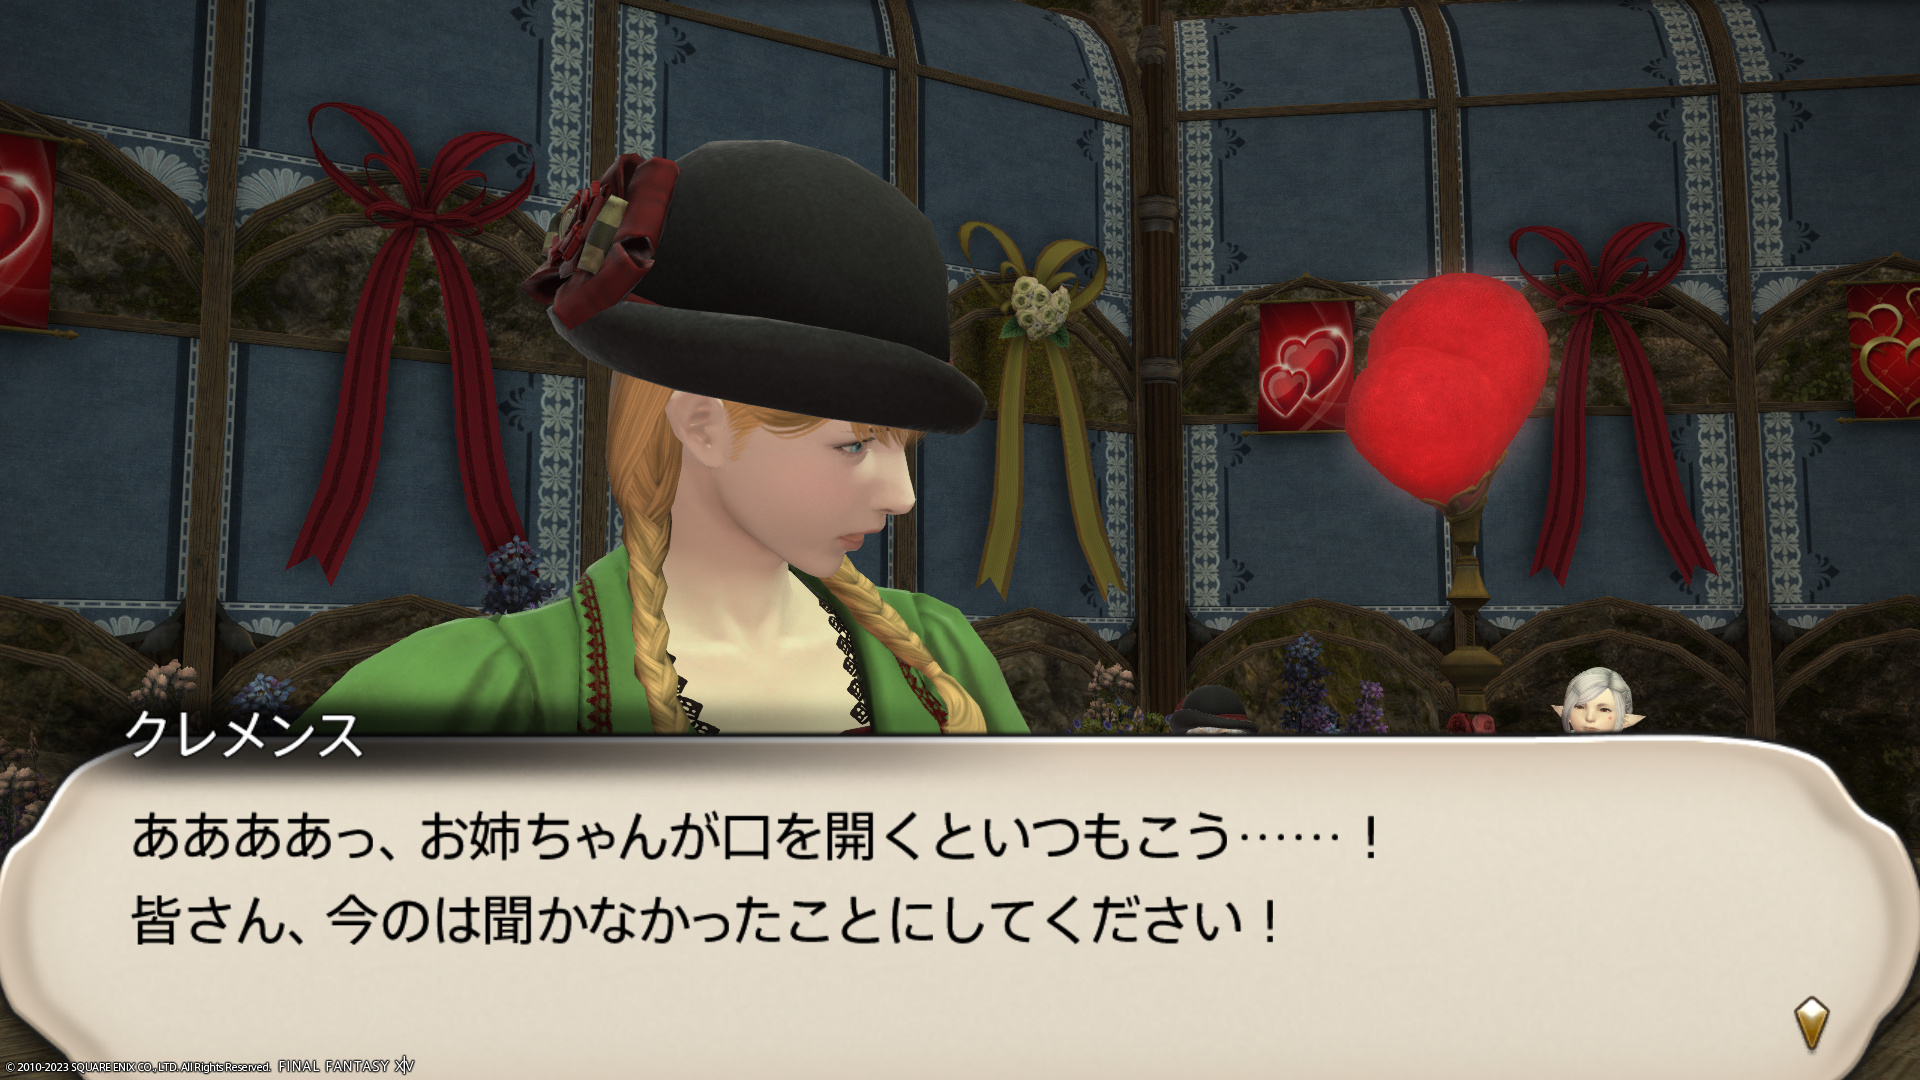 クレメンス
ああああっ、お姉ちゃんが口を開くといつもこう……！
皆さん、今のは聞かなかったことにしてください！
© 2010-2023 SQUARE ENIX CO., LTD. All Rights Reserved. FINAL FANTASY XIV